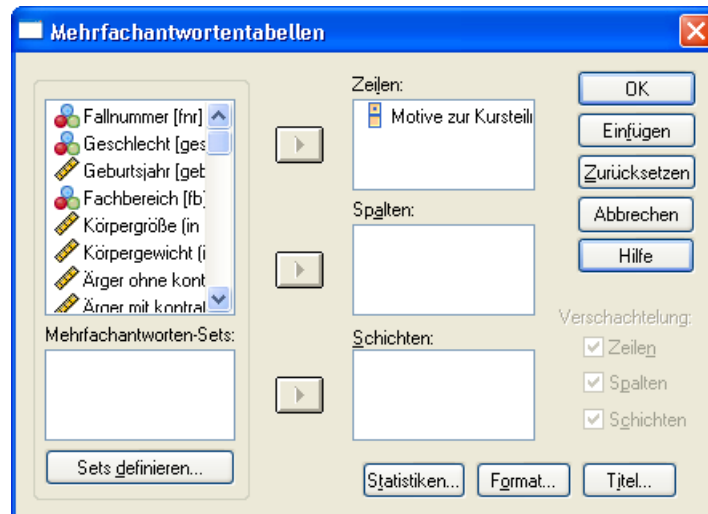 Mehrfachantwortentabellen
Fallnummer [fnr]
Geschlecht [ges
Geburtsjahr [geb
Fachbereich [fb]
Körpergröße (in
Körpergewicht (i
Ärger ohne kont
Ärger mit kontral
Mehrfachantworten-Sets:
Sets definieren...
Zeilen:
Motive zur Kursteiln
Spalten:
Schichten:
OK
Einfügen
Zurücksetzen
Abbrechen
Hilfe
Verschachtelung:
Zeilen
Spalten
Schichten
Statistiken...
Format...
Titel...